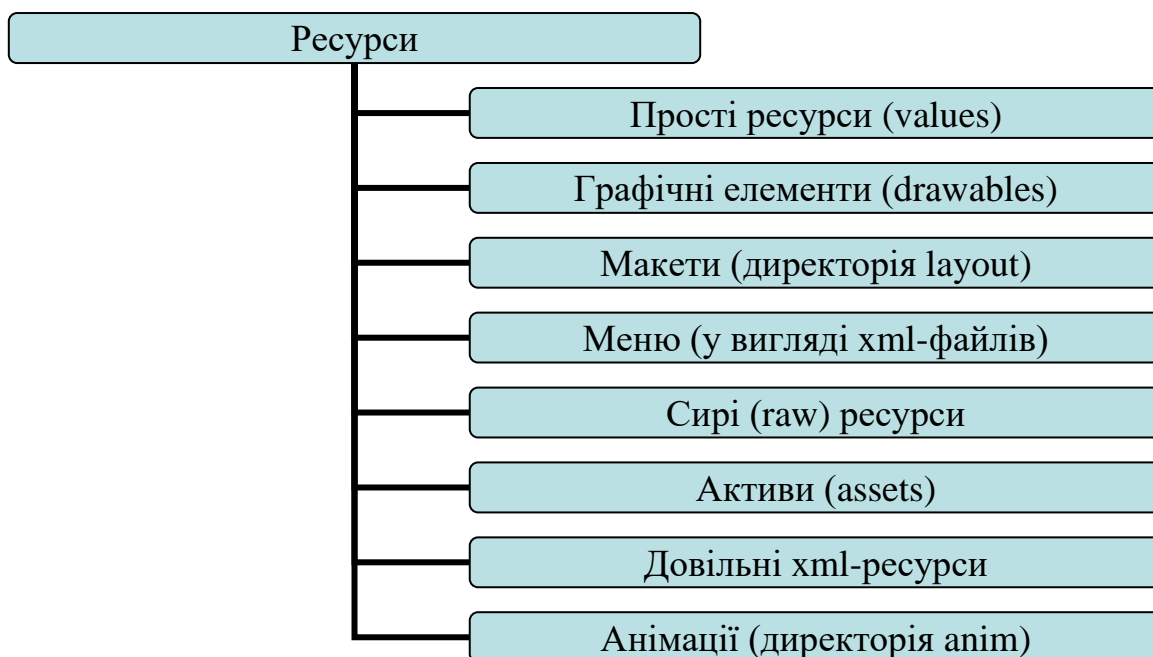 Ресурси
Прості ресурси (values)
Графічні елементи (drawables)
Макети (директорія layout)
Меню (у вигляді xml-файлів)
Сирі (raw) ресурси
Активи (assets)
Довільні xml-ресурси
Анімації (директорія anim)